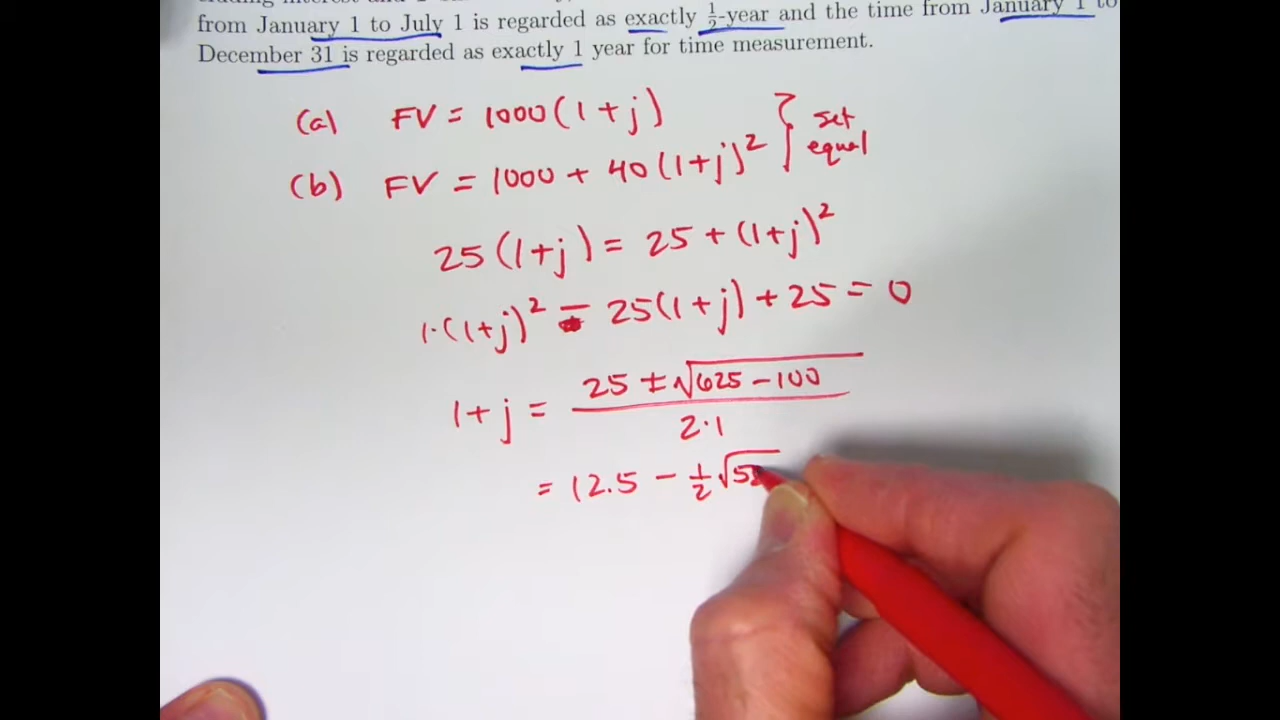 from January 1 to July 1 is regarded as exactly ½-year and the time from January 1 to
December 31 is regarded as exactly 1 year for time measurement.
(a) FV = 1000(1+j)
(b) FV = 1000 + 40(1+j)² } set equal
25(1+j) = 25 + (1+j)²
1·(1+j)² - 25(1+j) + 25 = 0
1+j = 25 ± √625 - 100
2·1
= 12.5 - ½√5